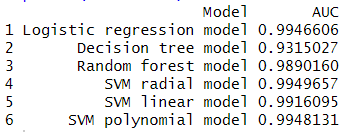 Model AUC
1 Logistic regression model 0.9946606
2 Decision tree model 0.9315027
3 Random forest model 0.9890160
4 SVM radial model 0.9949657
5 SVM linear model 0.9916095
6 SVM polynomial model 0.9948131